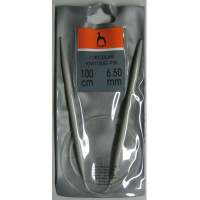 CIRCULAR
KNITTING PIN
100 6.50
cm mm